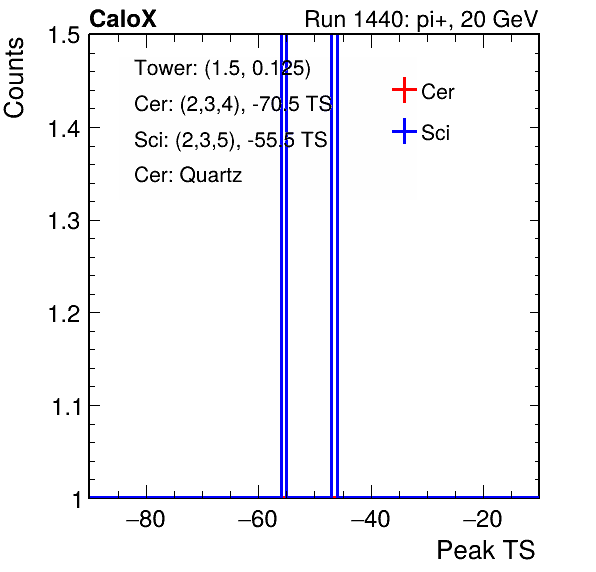 CaloX Run 1440: pi+, 20 GeV
Counts
1.5
1.4
1.3
1.2
1.1
1
Tower: (1.5, 0.125)
Cer: (2,3,4), -70.5 TS
Sci: (2,3,5), -55.5 TS
Cer: Quartz
Cer
Sci
−80 −60 −40 −20
Peak TS